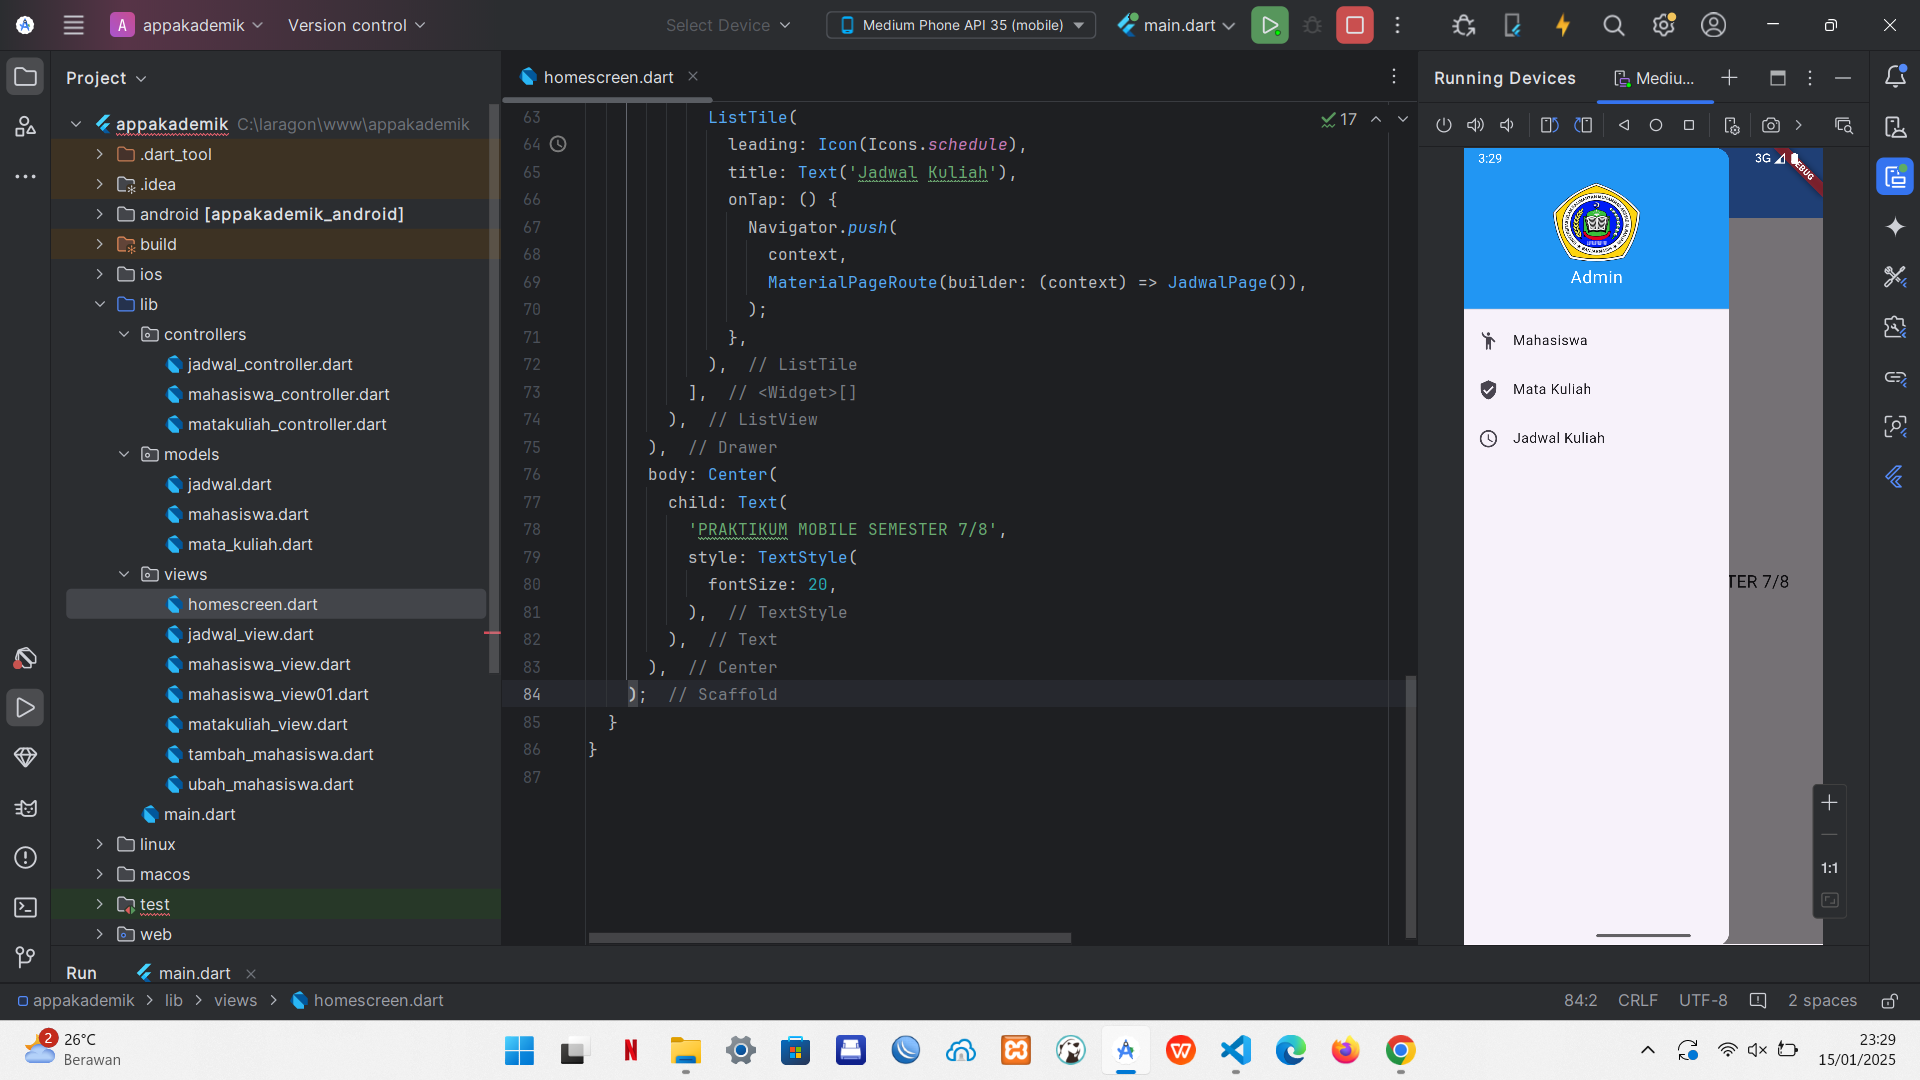 A appakademik Version control Select Device Medium Phone API 35 (mobile) main.dart
Project
appakademik C:\laragon\www\appakademik
.dart_tool
.idea
android [appakademik_android]
build
ios
lib
controllers
jadwal_controller.dart
mahasiswa_controller.dart
matakuliah_controller.dart
models
jadwal.dart
mahasiswa.dart
mata_kuliah.dart
views
homescreen.dart
jadwal_view.dart
mahasiswa_view.dart
mahasiswa_view01.dart
matakuliah_view.dart
tambah_mahasiswa.dart
ubah_mahasiswa.dart
main.dart
linux
macos
test
web
homescreen.dart
17
63 ListTile(
64 leading: Icon(Icons.schedule),
65 title: Text('Jadwal Kuliah'),
66 onTap: () {
67 Navigator.push(
68 context,
69 MaterialPageRoute(builder: (context) => JadwalPage()),
70 );
71 },
72 ), // ListTile
73 ], // <Widget>[]
74 ), // ListView
75 ), // Drawer
76 body: Center(
77 child: Text(
78 'PRAKTIKUM MOBILE SEMESTER 7/8',
79 style: TextStyle(
80 fontSize: 20,
81 ), // TextStyle
82 ), // Text
83 ), // Center
84 ); // Scaffold
85 }
86 }
87
Running Devices Mediu...
3:29 3G
Admin
Mahasiswa
Mata Kuliah
Jadwal Kuliah
TER 7/8
1:1
Run main.dart
appakademik > lib > views > homescreen.dart 84:2 CRLF UTF-8 2 spaces
2 26°C
Berawan
23:29
15/01/2025